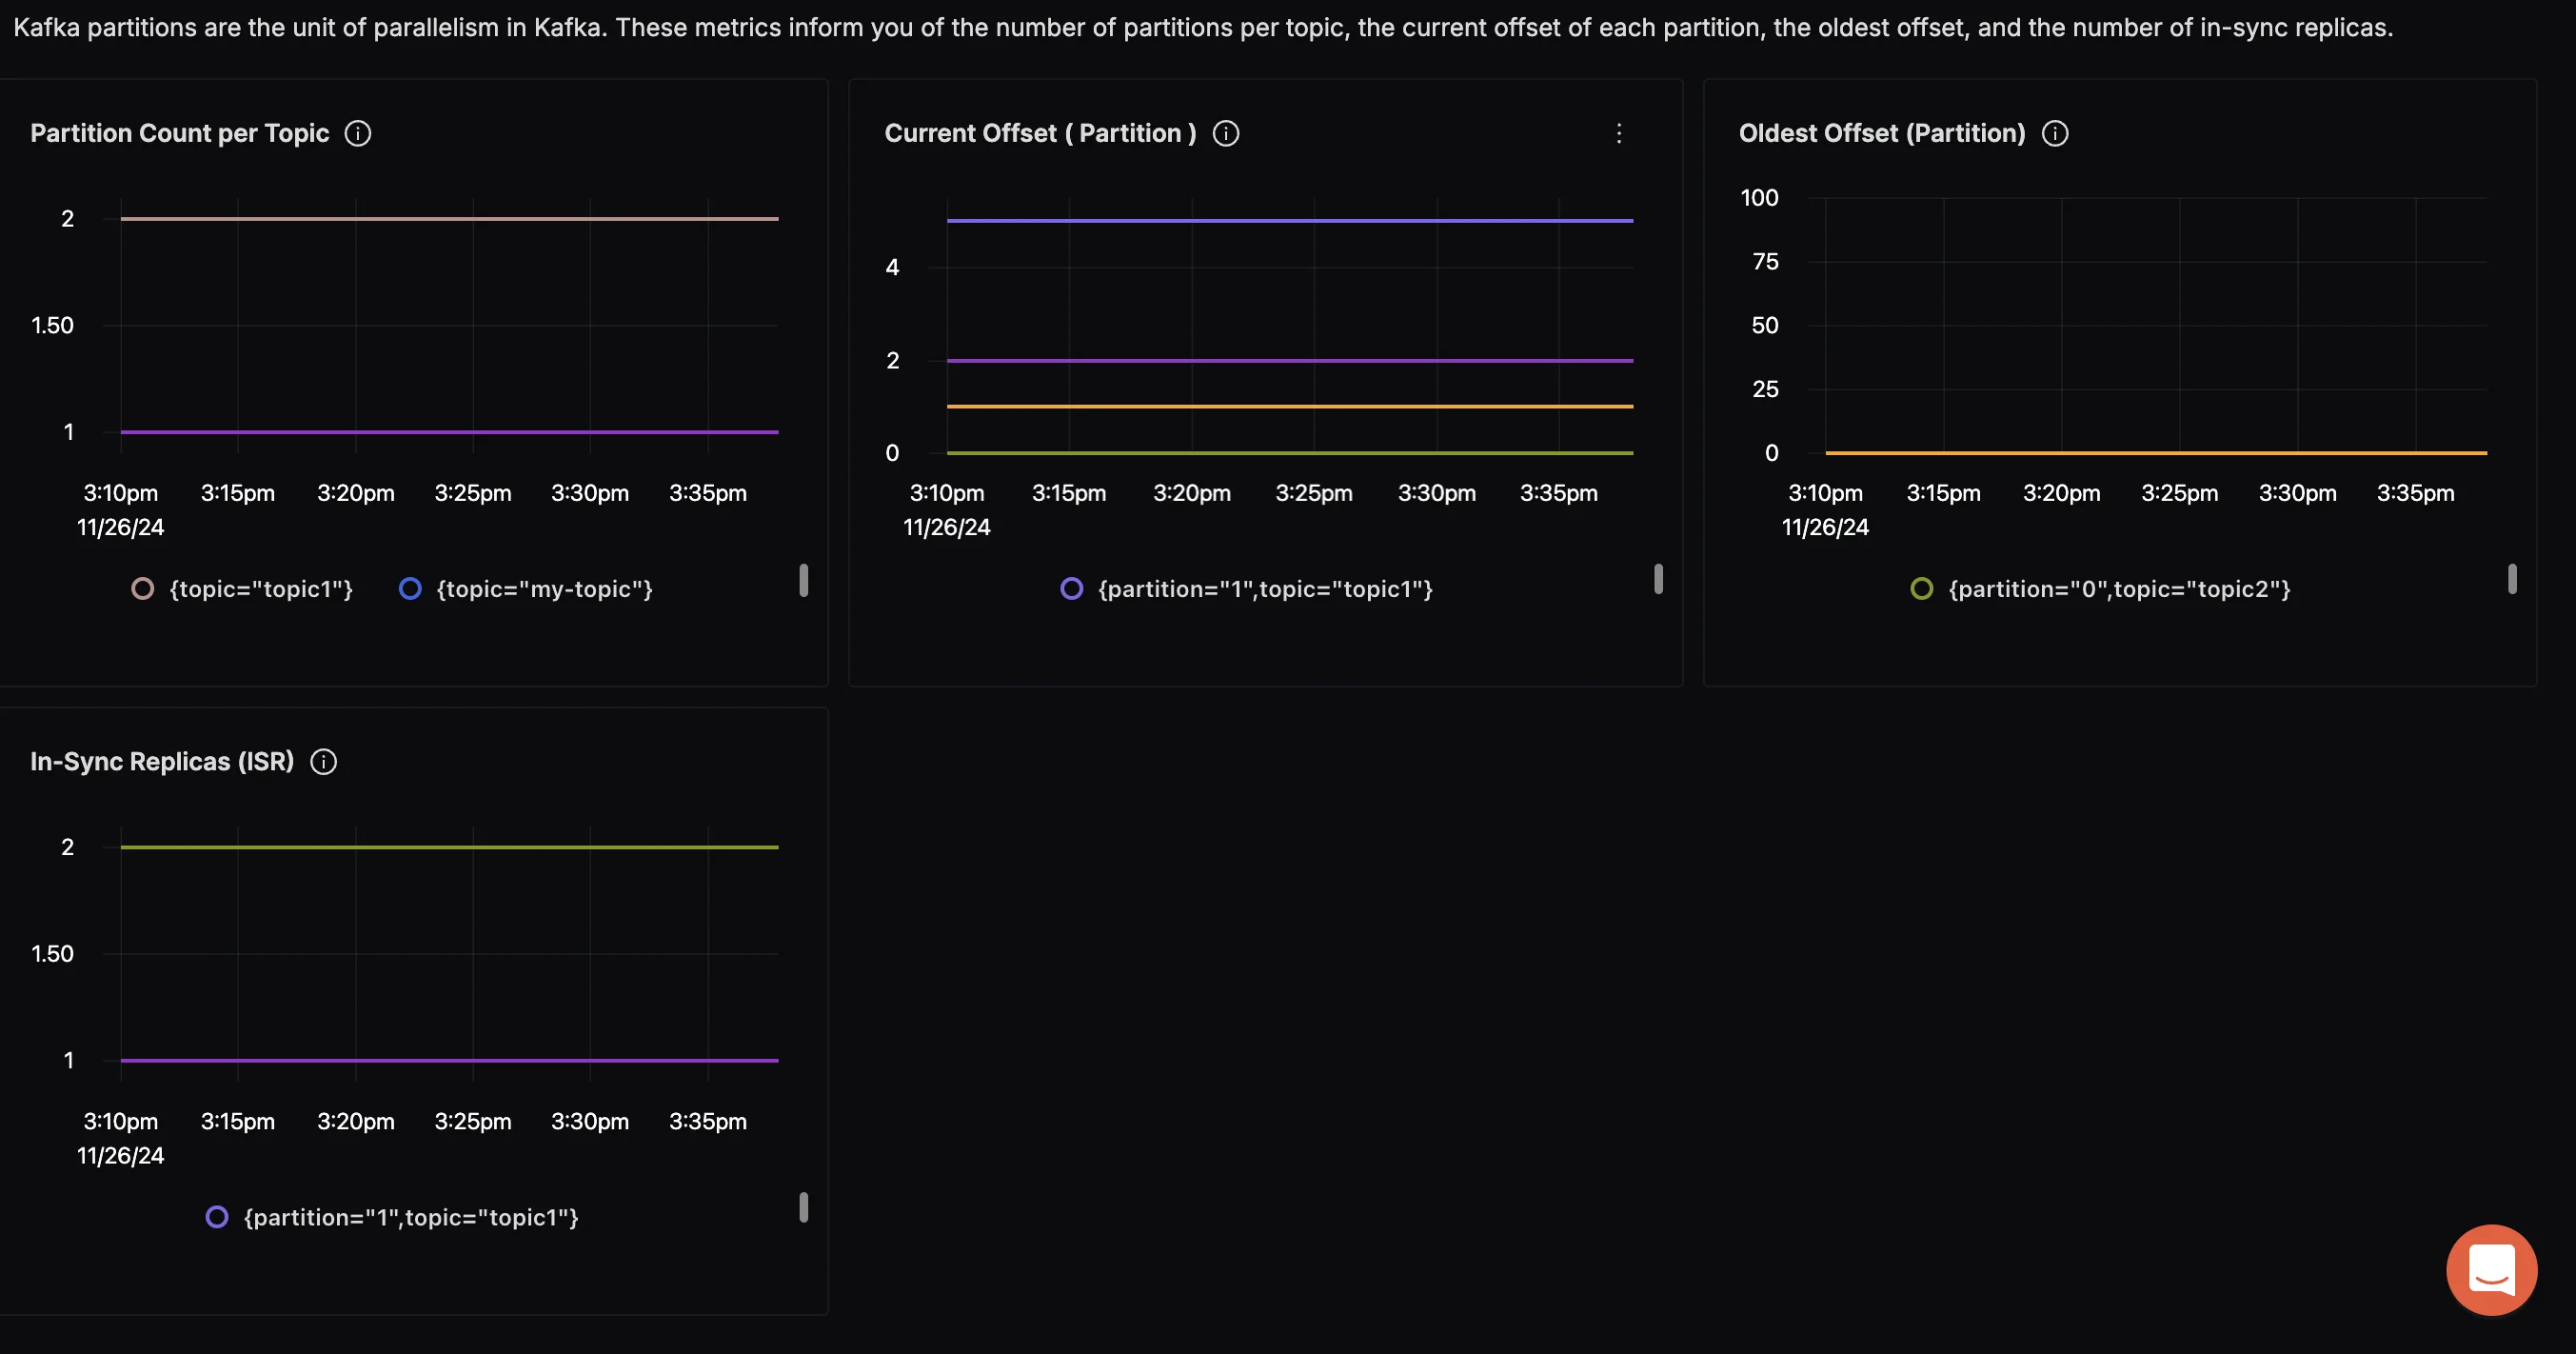 Kafka partitions are the unit of parallelism in Kafka. These metrics inform you of the number of partitions per topic, the current offset of each partition, the oldest offset, and the number of in-sync replicas.
Partition Count per Topic
2
1.50
1
3:10pm 3:15pm 3:20pm 3:25pm 3:30pm 3:35pm
11/26/24
{topic="topic1"} {topic="my-topic"}
Current Offset ( Partition )
4
2
0
3:10pm 3:15pm 3:20pm 3:25pm 3:30pm 3:35pm
11/26/24
{partition="1",topic="topic1"}
Oldest Offset (Partition)
100
75
50
25
0
3:10pm 3:15pm 3:20pm 3:25pm 3:30pm 3:35pm
11/26/24
{partition="0",topic="topic2"}
In-Sync Replicas (ISR)
2
1.50
1
3:10pm 3:15pm 3:20pm 3:25pm 3:30pm 3:35pm
11/26/24
{partition="1",topic="topic1"}